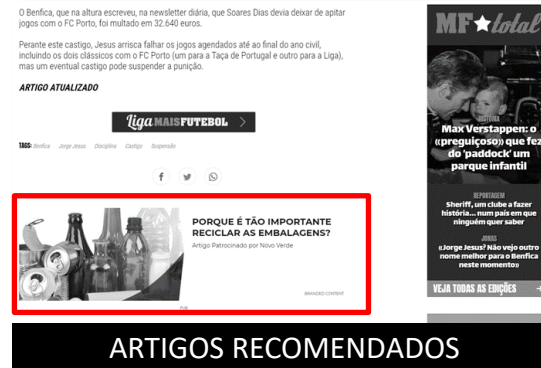 O Benfica, que na altura escreveu, na newsletter diária, que Soares Dias devia deixar de apitar
jogos com o FC Porto, foi multado em 32.640 euros.
Perante este castigo, Jesus arrisca falhar os jogos agendados até ao final do ano civil,
incluindo os dois clássicos com o FC Porto (um para a Taça de Portugal e outro para a Liga),
mas um eventual castigo pode suspender a punição.
ARTIGO ATUALIZADO
Liga MAISFUTEBOL
TAGS: Benfica Jorge Jesus Disciplina Castigo Suspensão
PORQUE É TÃO IMPORTANTE
RECICLAR AS EMBALAGENS?
Artigo Patrocinado por Novo Verde
BRANDED CONTENT
PUB
MF total
HISTÓRIA
Max Verstappen: o
«preguiçoso» que fez
do 'paddock' um
parque infantil
REPORTAGEM
Sheriff, um clube a fazer
história... num país em que
ninguém quer saber
JONAS
«Jorge Jesus? Não vejo outro
nome melhor para o Benfica
neste momento»
VEJA TODAS AS EDIÇÕES
ARTIGOS RECOMENDADOS